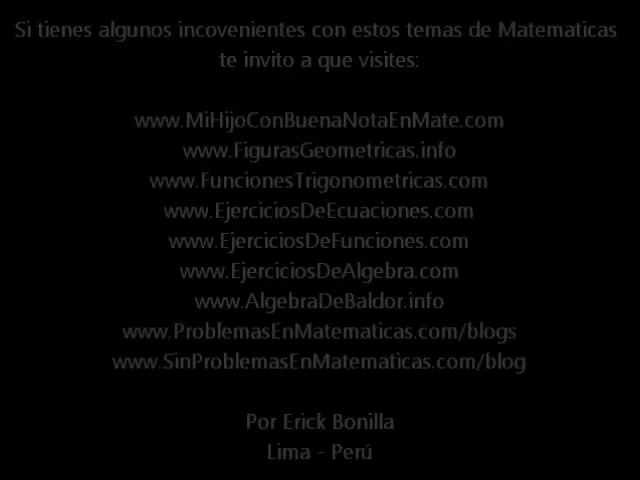 Si tienes algunos incovenientes con estos temas de Matematicas
te invito a que visites:
www.MiHijoConBuenaNotaEnMate.com
www.FigurasGeometricas.info
www.FuncionesTrigonometricas.com
www.EjerciciosDeEcuaciones.com
www.EjerciciosDeFunciones.com
www.EjerciciosDeAlgebra.com
www.AlgebraDeBaldor.info
www.ProblemasEnMatematicas.com/blogs
www.SinProblemasEnMatematicas.com/blog
Por Erick Bonilla
Lima - Perú